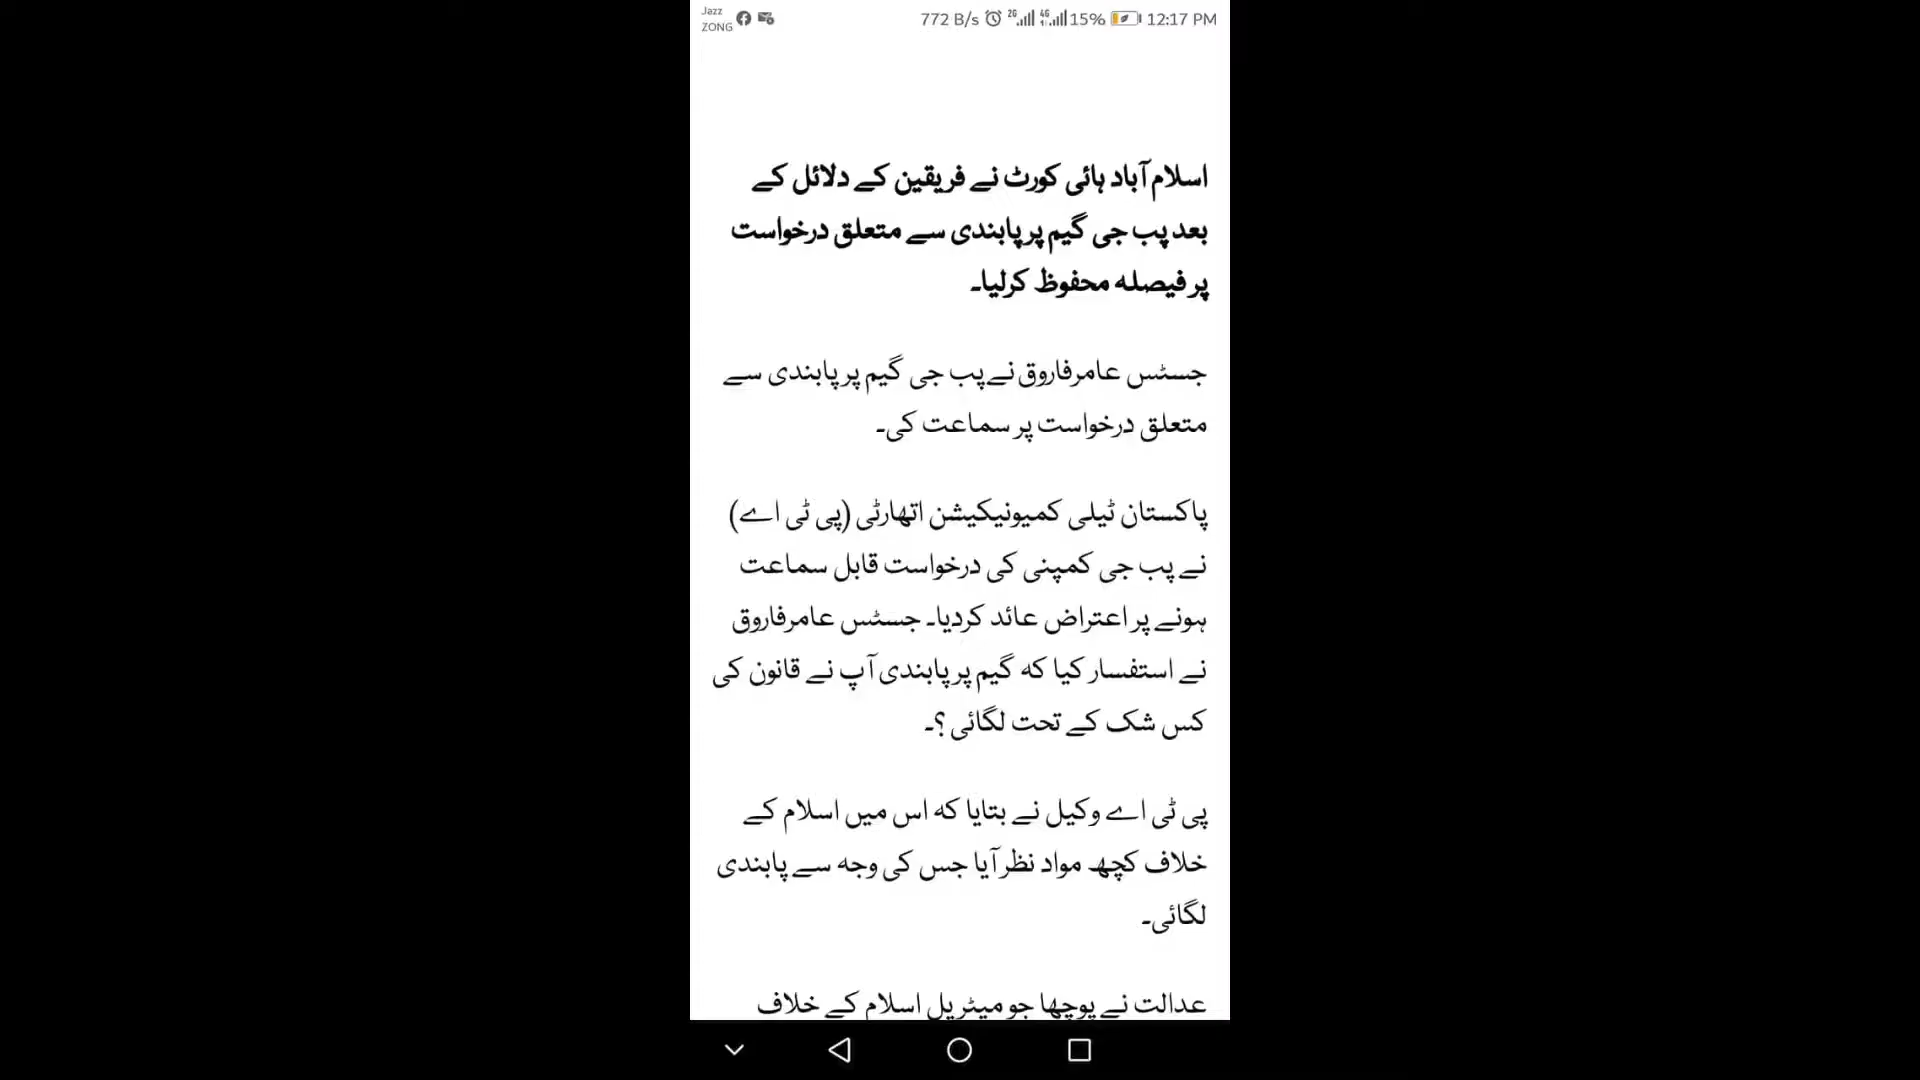 Jazz
ZONG
772 B/s 2G 4G 15% 12:17 PM
اسلام آباد ہائی کورٹ نے فریقین کے دلائل کے
بعد پب جی گیم پر پابندی سے متعلق درخواست
پر فیصلہ محفوظ کرلیا۔
جسٹس عامرفاروق نے پب جی گیم پر پابندی سے
متعلق درخواست پر سماعت کی۔
پاکستان ٹیلی کمیونیکیشن اتھارٹی (پی ٹی اے)
نے پب جی کمپنی کی درخواست قابل سماعت
ہونے پر اعتراض عائد کردیا۔ جسٹس عامرفاروق
نے استفسار کیا کہ گیم پر پابندی آپ نے قانون کی
کس شک کے تحت لگائی ؟۔
پی ٹی اے وکیل نے بتایا کہ اس میں اسلام کے
خلاف کچھ مواد نظر آیا جس کی وجہ سے پابندی
لگائی۔
عدالت نے پوچھا جو میٹریل اسلام کے خلاف